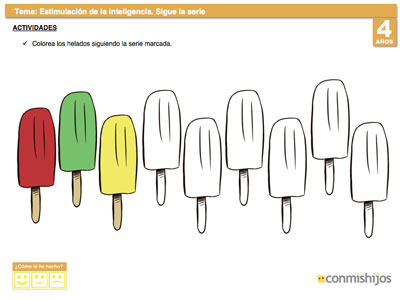 Tema: Estimulación de la inteligencia. Sigue la serie
4
AÑOS
ACTIVIDADES
✓ Colorea los helados siguiendo la serie marcada.
¿Cómo lo he hecho?
conmishijos